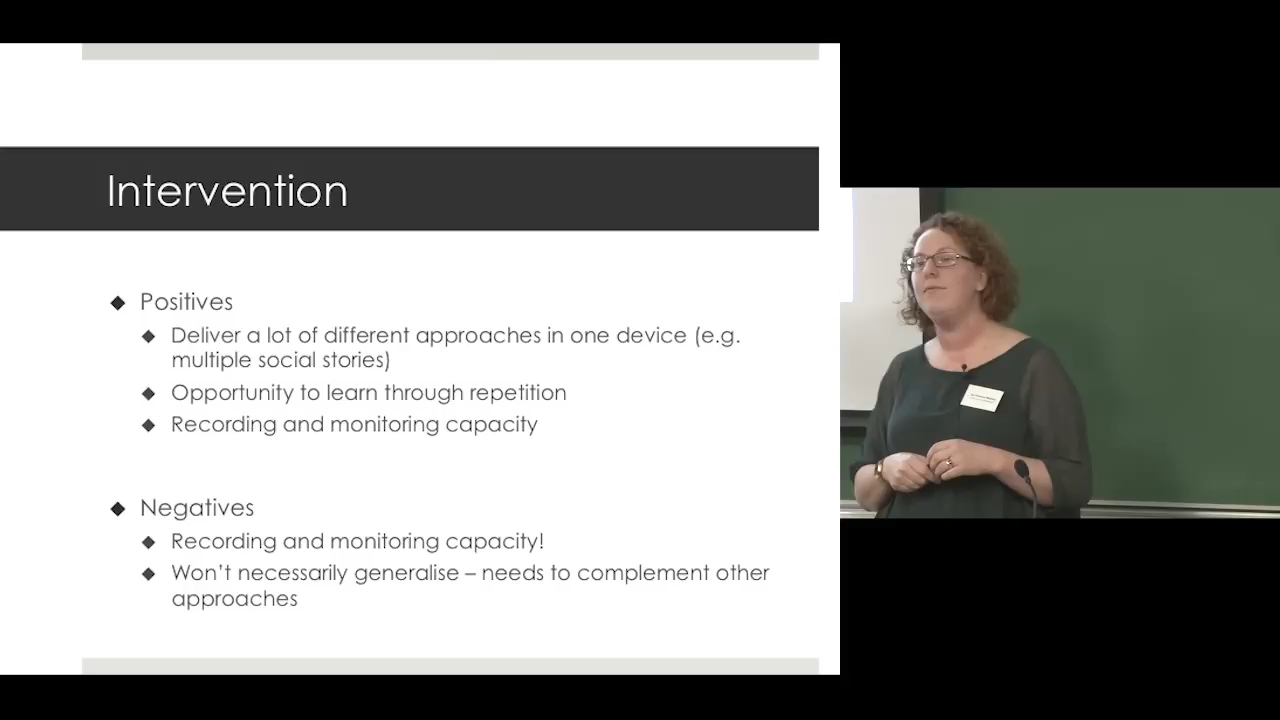 Intervention
Positives
Deliver a lot of different approaches in one device (e.g.
multiple social stories)
Opportunity to learn through repetition
Recording and monitoring capacity
Negatives
Recording and monitoring capacity!
Won't necessarily generalise – needs to complement other
approaches